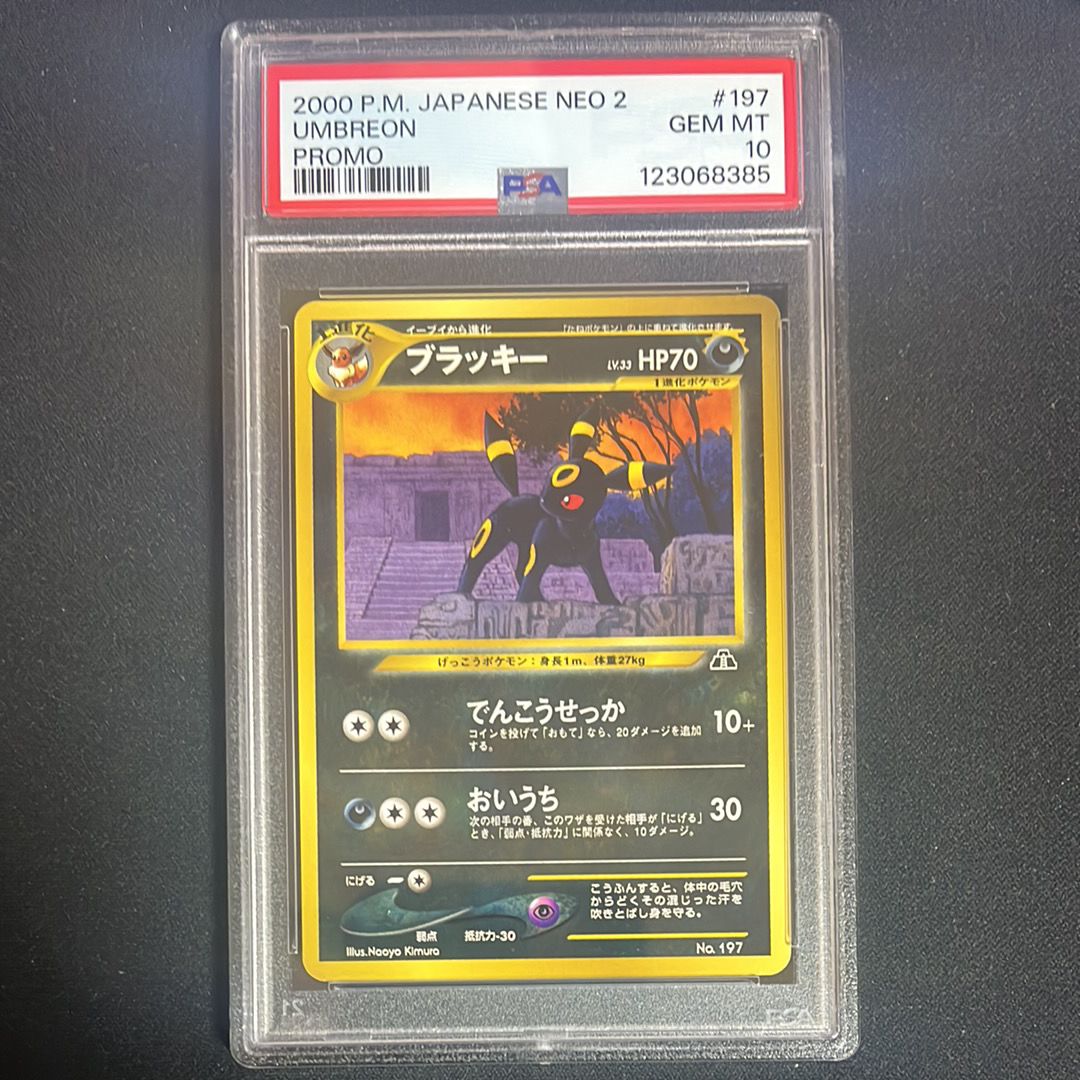 2000 P.M. JAPANESE NEO 2 #197
UMBREON GEM MT
PROMO 10
123068385
PSA
イーブイから進化 「たねポケモン」の上に重ねて進化させます。
ブラッキー LV.33 HP70
1進化ポケモン
げっこうポケモン:身長1m、体重27kg
でんこうせっか 10+
コインを投げて「おもて」なら、20ダメージを追加
する。
おいうち 30
次の相手の番、このワザを受けた相手が「にげる」
とき、「弱点・抵抗力」に関係なく、10ダメージ。
にげる
こうふんすると、体中の毛穴
からどくその混じった汗を
吹きとばし身を守る。
弱点 抵抗力-30
Illus.Naoyo Kimura No. 197